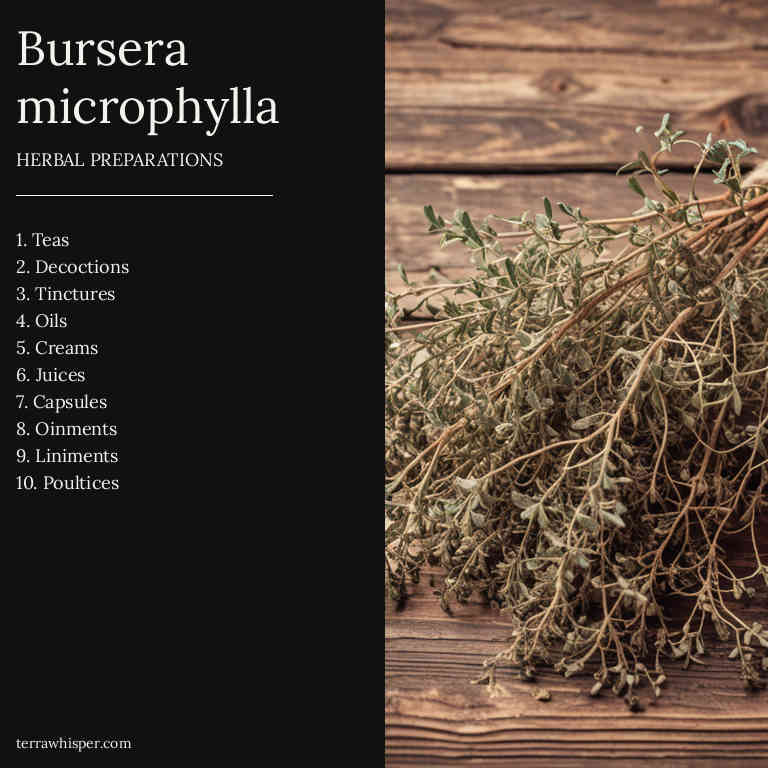 Bursera
microphylla
HERBAL PREPARATIONS
1. Teas
2. Decoctions
3. Tinctures
4. Oils
5. Creams
6. Juices
7. Capsules
8. Oinments
9. Liniments
10. Poultices
terrawhisper.com